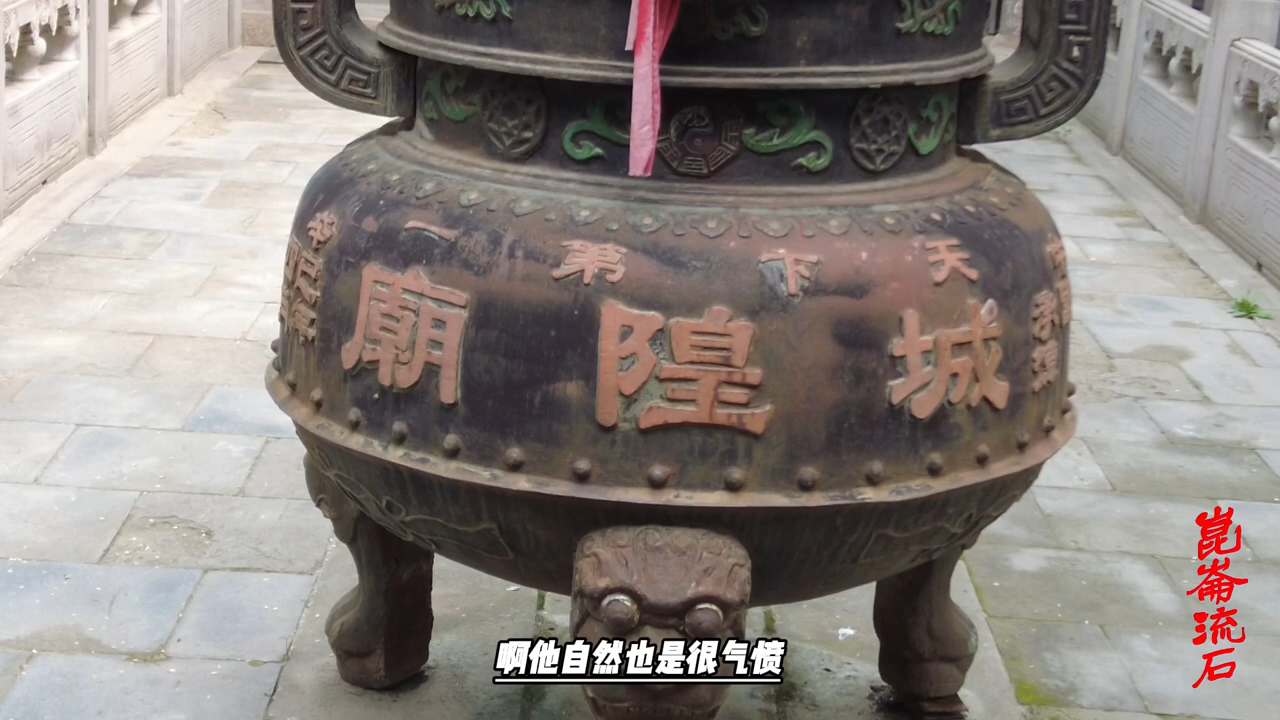 天下第一
城隍廟
啊他自然也是很气愤
崑崙流石